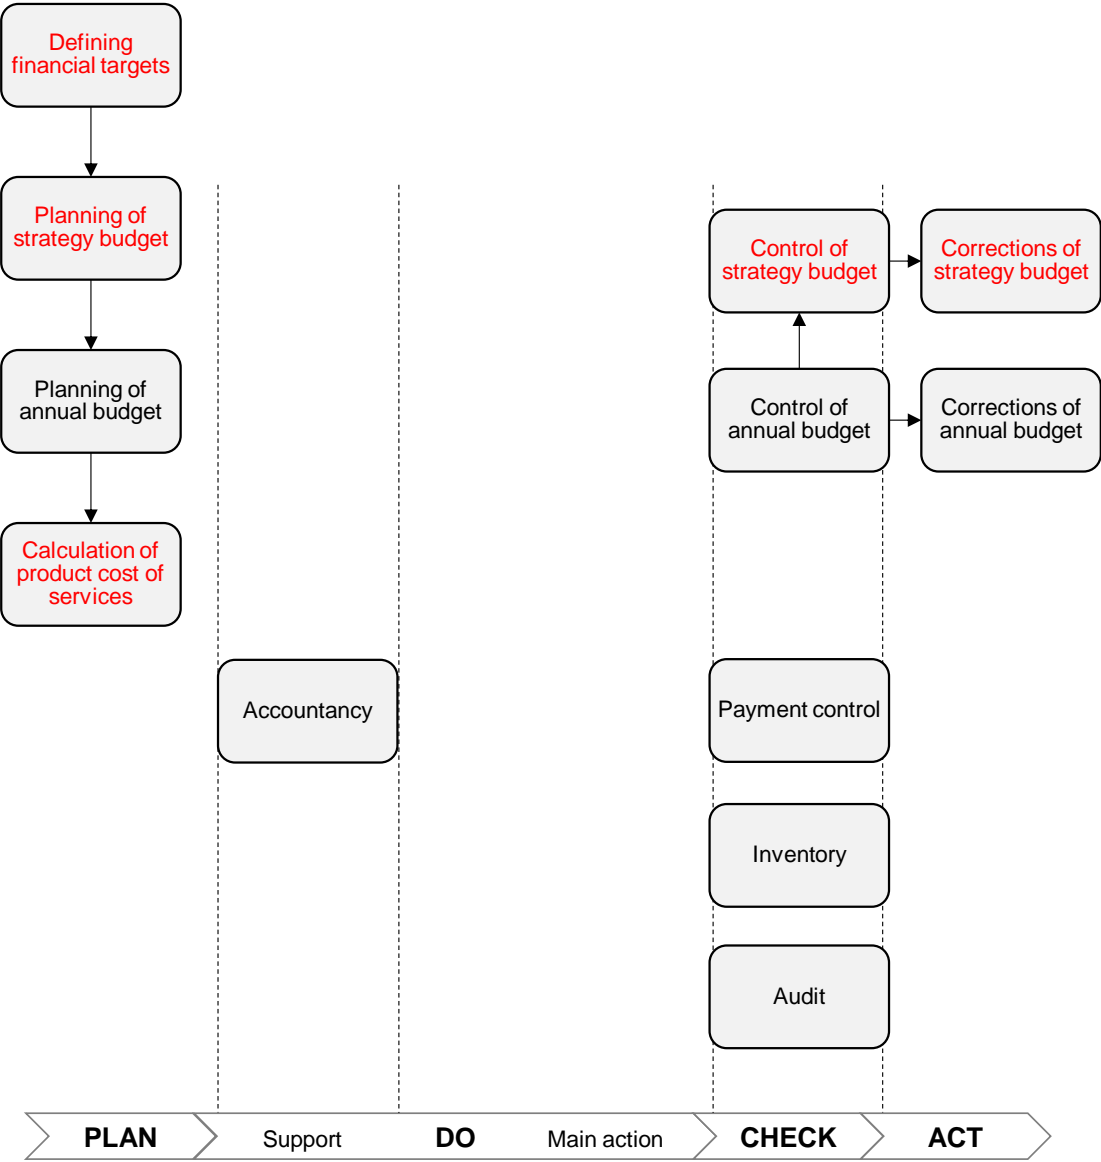 Defining
financial targets
Planning of
strategy budget
Control of
strategy budget
Corrections of
strategy budget
Planning of
annual budget
Control of
annual budget
Corrections of
annual budget
Calculation of
product cost of
services
Accountancy
Payment control
Inventory
Audit
PLAN
Support
DO
Main action
CHECK
ACT